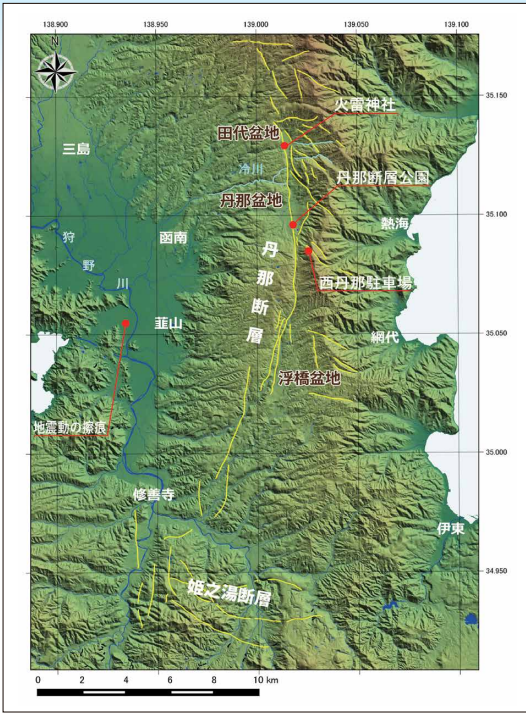 138.900 138.950 139.000 139.050 139.100
N
35.150
火雷神社
田代盆地
三島
冷川
丹那断層公園
丹那盆地
35.100
熱海
狩野川
函南
丹那断層
西丹那駐車場
韮山
網代
35.050
浮橋盆地
地震動の擦痕
35.000
修善寺
伊東
34.950
姫之湯断層
0 2 4 6 8 10 km